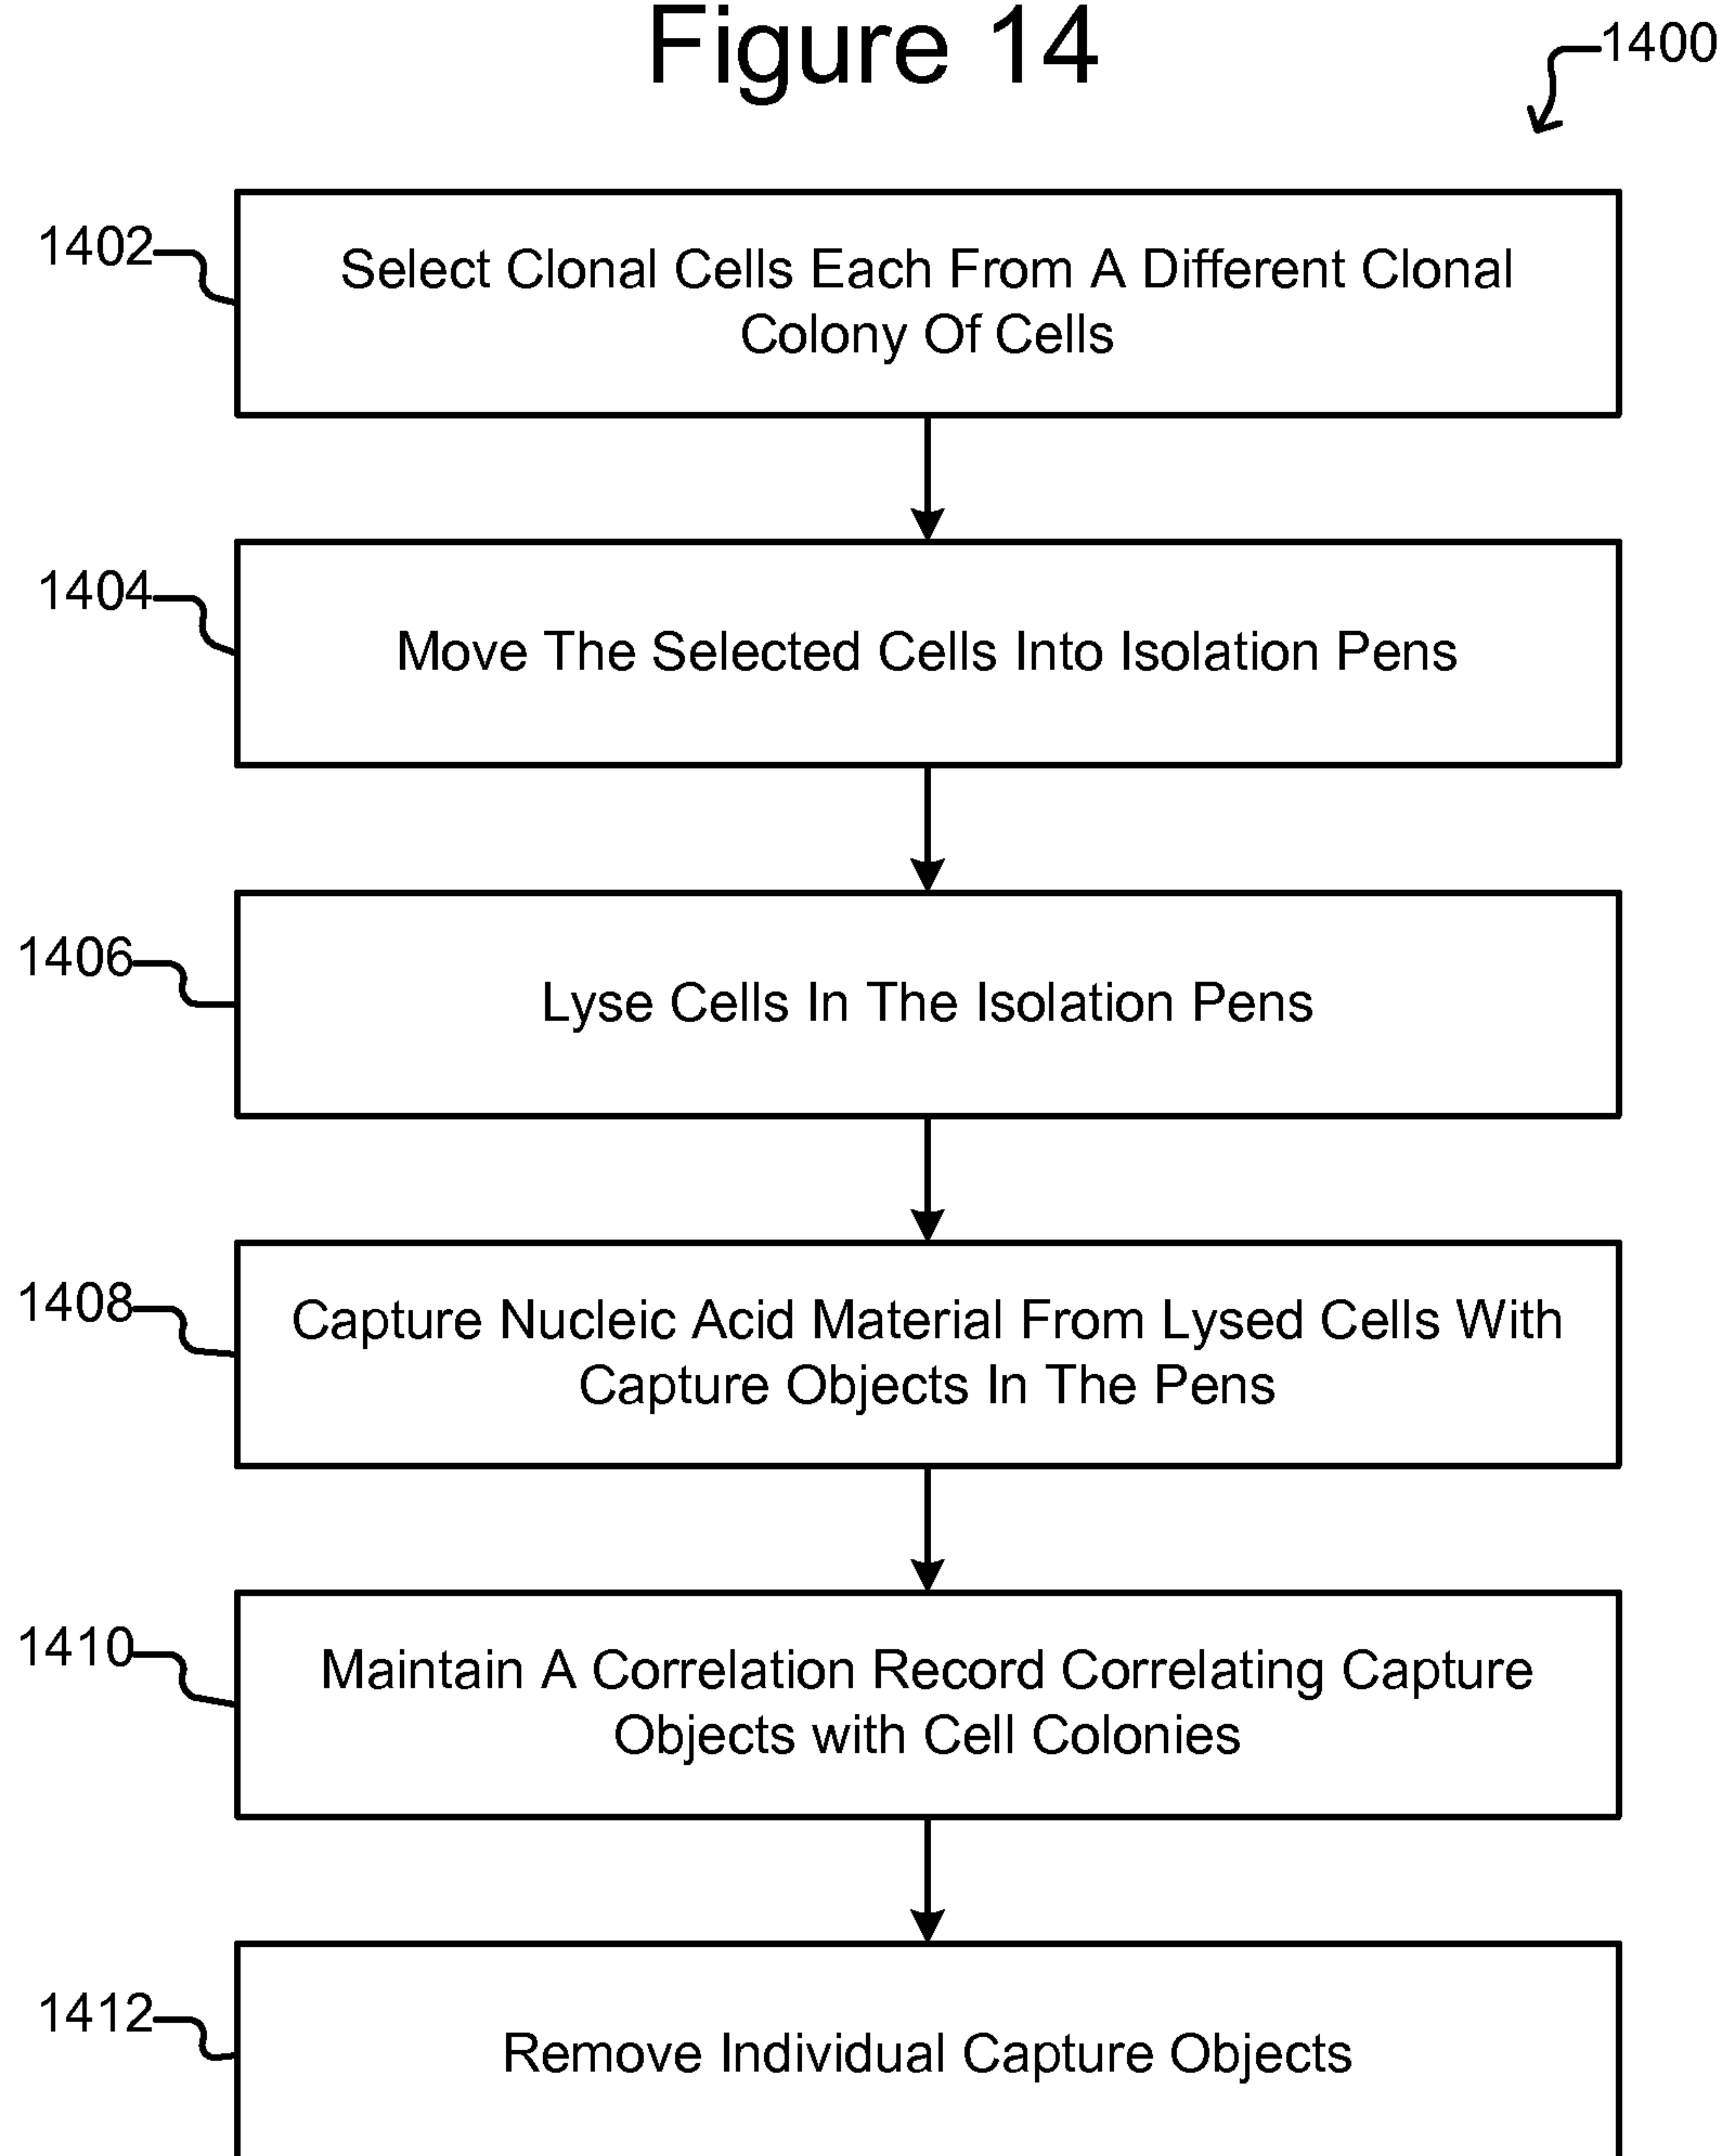 Figure 14
1400
1402
Select Clonal Cells Each From A Different Clonal
Colony Of Cells
1404
Move The Selected Cells Into Isolation Pens
1406
Lyse Cells In The Isolation Pens
1408
Capture Nucleic Acid Material From Lysed Cells With
Capture Objects In The Pens
1410
Maintain A Correlation Record Correlating Capture
Objects with Cell Colonies
1412
Remove Individual Capture Objects